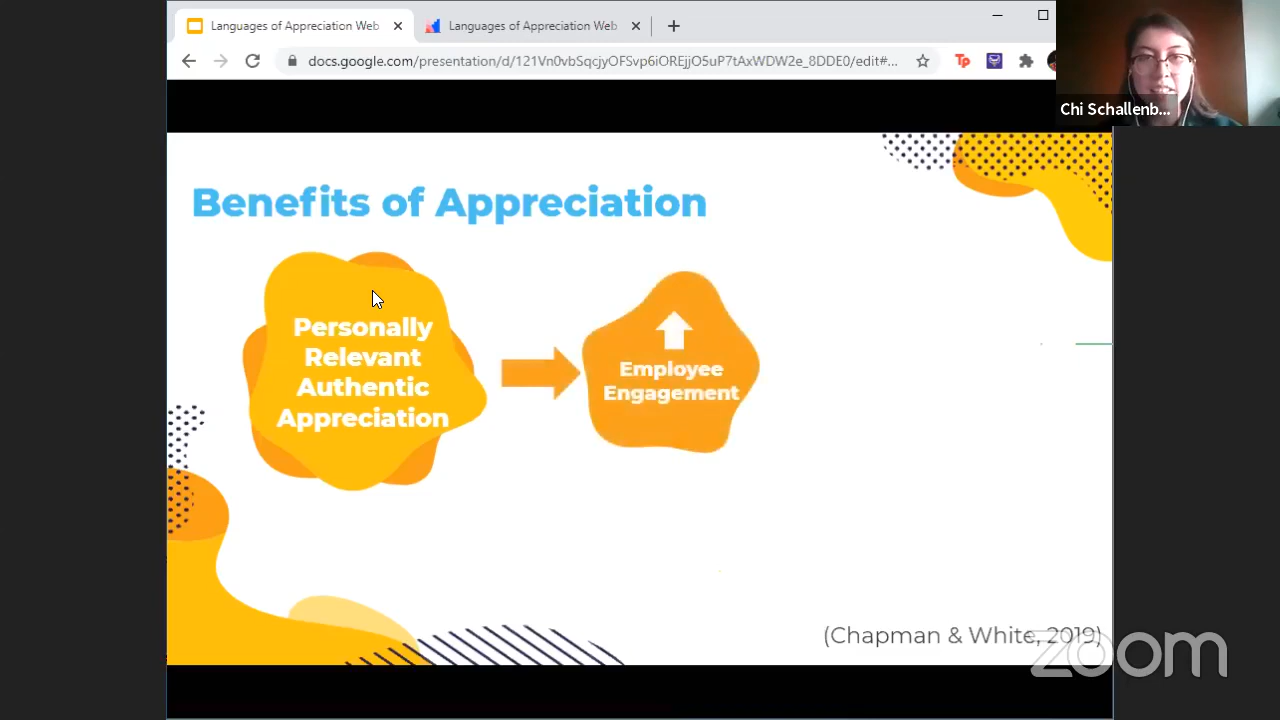 Languages of Appreciation Web
Languages of Appreciation Web
docs.google.com/presentation/d/121Vn0vbSqcjyOFSvp6iOREjjO5uP7tAxWDW2e_8DDE0/edit#...
Tp
Chi Schallenb...
Benefits of Appreciation
Personally
Relevant
Authentic
Appreciation
Employee
Engagement
(Chapman & White, 2019)
zoom